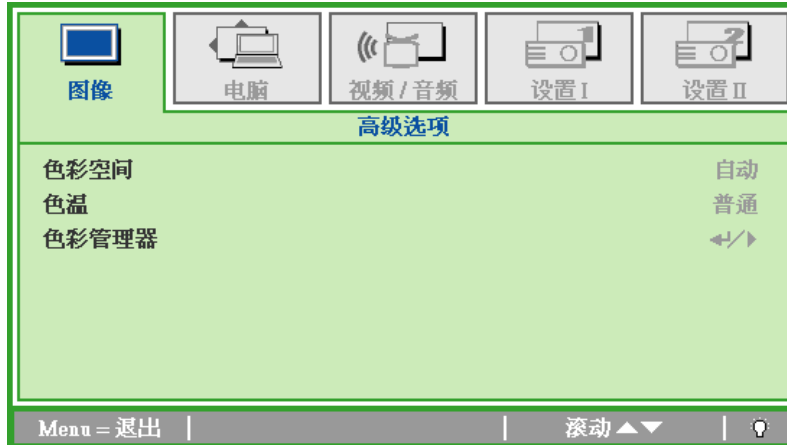 图像
电脑
视频 / 音频
设置 I
设置 II
高级选项
色彩空间 自动
色温 普通
色彩管理器
Menu = 退出 滚动